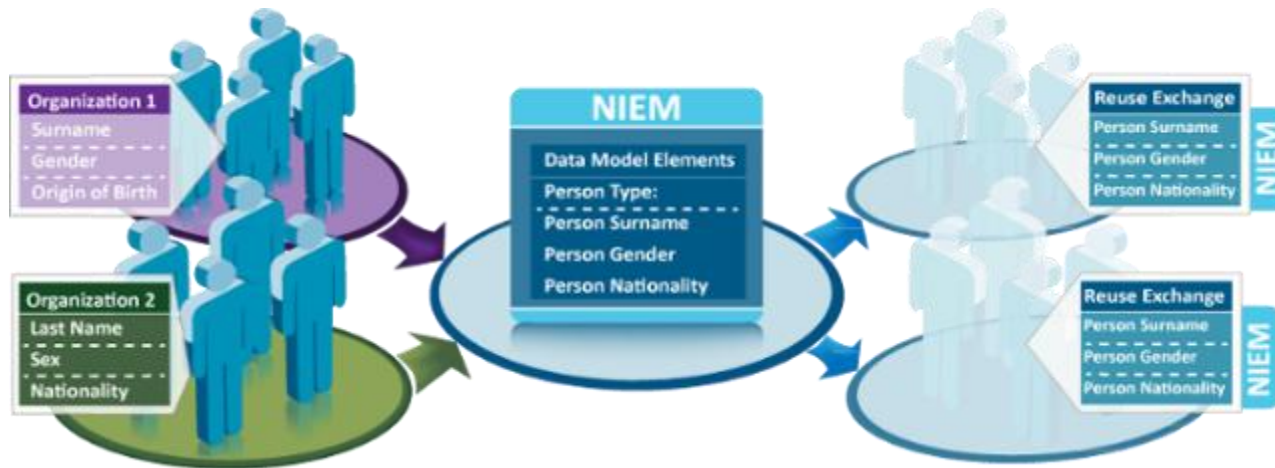 Organization 1
Surname
Gender
Origin of Birth
Organization 2
Last Name
Sex
Nationality
NIEM
Data Model Elements
Person Type:
Person Surname
Person Gender
Person Nationality
Reuse Exchange
Person Surname
Person Gender
Person Nationality
NIEM
Reuse Exchange
Person Surname
Person Gender
Person Nationality
NIEM